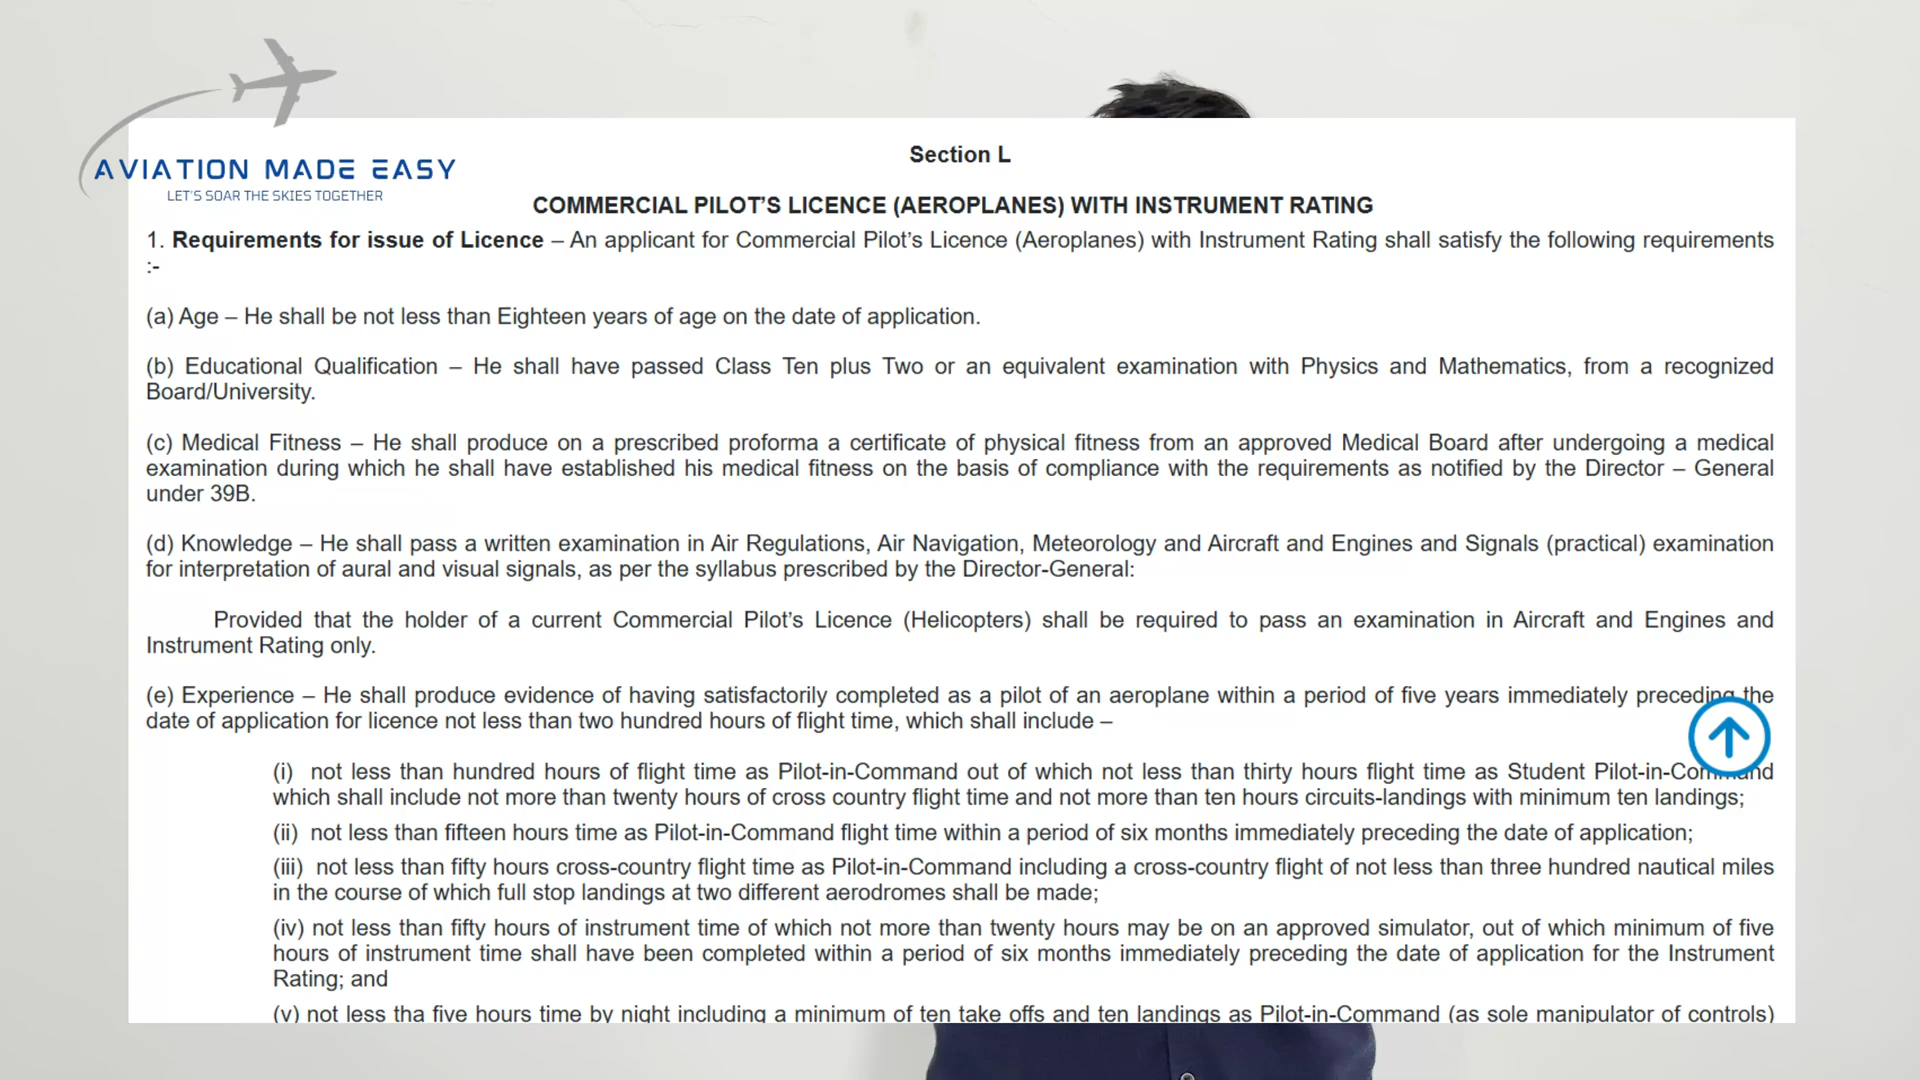 AVIATION MADE EASY
LET'S SOAR THE SKIES TOGETHER
Section L
COMMERCIAL PILOT'S LICENCE (AEROPLANES) WITH INSTRUMENT RATING
1. Requirements for issue of Licence – An applicant for Commercial Pilot's Licence (Aeroplanes) with Instrument Rating shall satisfy the following requirements
:-
(a) Age – He shall be not less than Eighteen years of age on the date of application.
(b) Educational Qualification – He shall have passed Class Ten plus Two or an equivalent examination with Physics and Mathematics, from a recognized
Board/University.
(c) Medical Fitness – He shall produce on a prescribed proforma a certificate of physical fitness from an approved Medical Board after undergoing a medical
examination during which he shall have established his medical fitness on the basis of compliance with the requirements as notified by the Director – General
under 39B.
(d) Knowledge – He shall pass a written examination in Air Regulations, Air Navigation, Meteorology and Aircraft and Engines and Signals (practical) examination
for interpretation of aural and visual signals, as per the syllabus prescribed by the Director-General:
Provided that the holder of a current Commercial Pilot's Licence (Helicopters) shall be required to pass an examination in Aircraft and Engines and
Instrument Rating only.
(e) Experience – He shall produce evidence of having satisfactorily completed as a pilot of an aeroplane within a period of five years immediately preceding the
date of application for licence not less than two hundred hours of flight time, which shall include –
(i) not less than hundred hours of flight time as Pilot-in-Command out of which not less than thirty hours flight time as Student Pilot-in-Command
which shall include not more than twenty hours of cross country flight time and not more than ten hours circuits-landings with minimum ten landings;
(ii) not less than fifteen hours time as Pilot-in-Command flight time within a period of six months immediately preceding the date of application;
(iii) not less than fifty hours cross-country flight time as Pilot-in-Command including a cross-country flight of not less than three hundred nautical miles
in the course of which full stop landings at two different aerodromes shall be made;
(iv) not less than fifty hours of instrument time of which not more than twenty hours may be on an approved simulator, out of which minimum of five
hours of instrument time shall have been completed within a period of six months immediately preceding the date of application for the Instrument
Rating; and
(v) not less tha five hours time by night including a minimum of ten take offs and ten landings as Pilot-in-Command (as sole manipulator of controls)